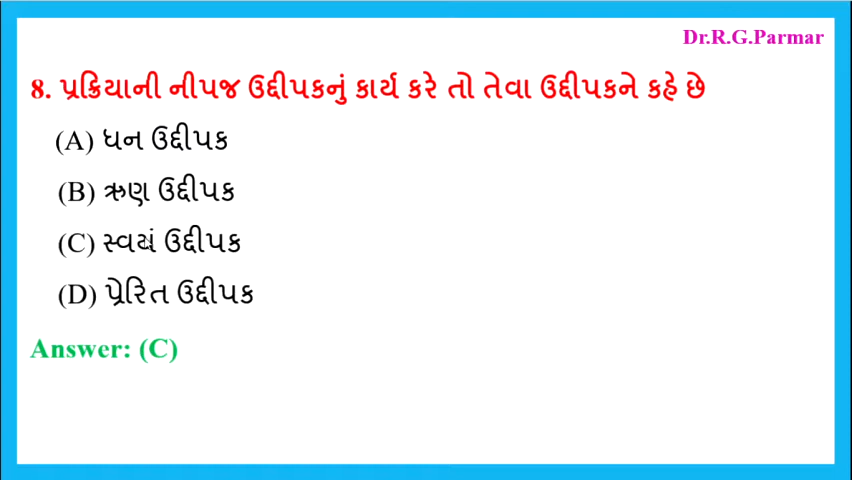 Dr.R.G.Parmar
8. પ્રક્રિયાની નીપજ ઉદ્દીપકનું કાર્ય કરે તો તેવા ઉદ્દીપકને કહે છે
(A) ધન ઉદ્દીપક
(B) ઋણ ઉદ્દીપક
(C) સ્વયં ઉદ્દીપક
(D) પ્રેરિત ઉદ્દીપક
Answer: (C)